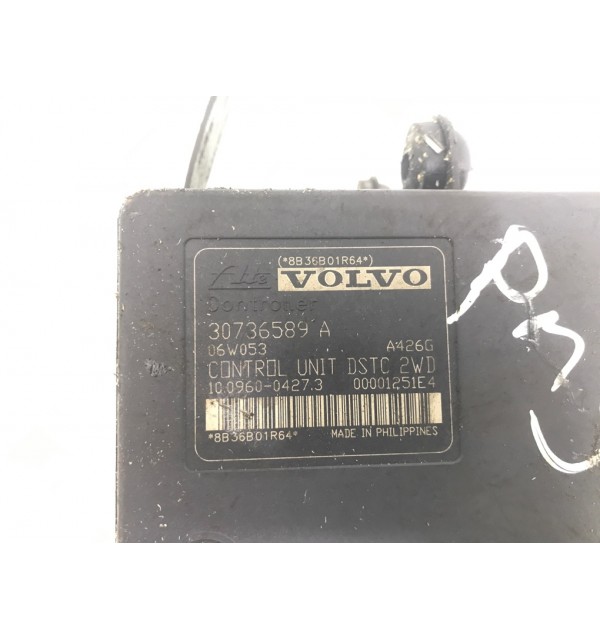 (*8B36B01R64*)
Ate VOLVO
Controller
30736589 A
06W053 A426G
CONTROL UNIT DSTC 2WD
10.0960-0427.3 00001251E4
*8B36B01R64* MADE IN PHILIPPINES